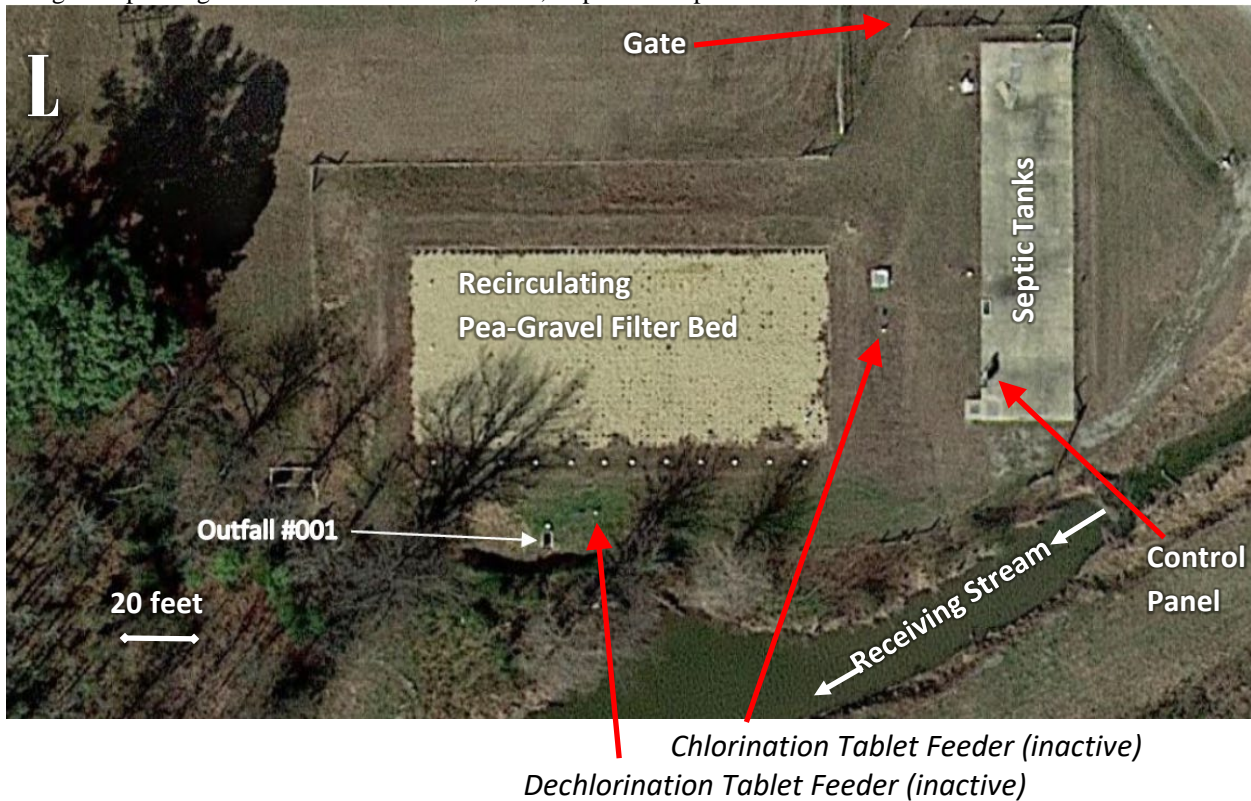 Gate
L
Septic Tanks
Recirculating
Pea-Gravel Filter Bed
Outfall #001
20 feet
Receiving Stream
Control
Panel
Chlorination Tablet Feeder (inactive)
Dechlorination Tablet Feeder (inactive)